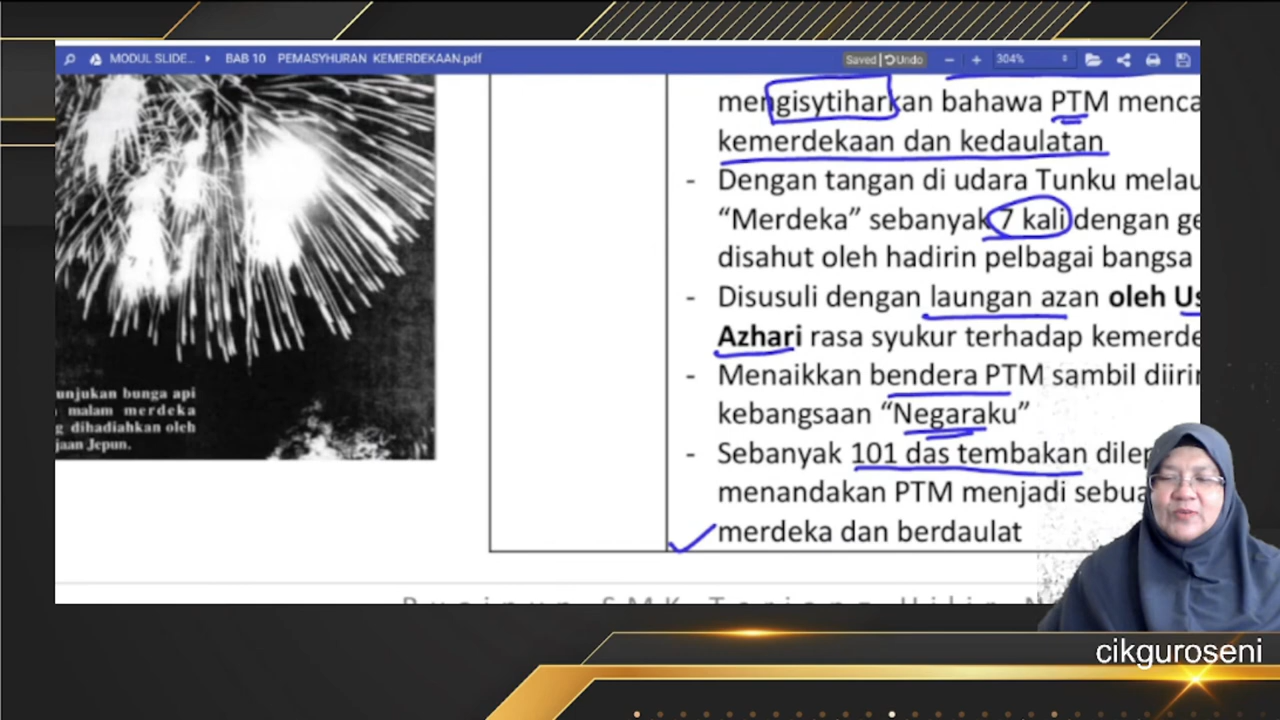 MODUL SLIDE... BAB 10 PEMASYHURAN KEMERDEKAAN.pdf
Saved Undo
304%
mengisytiharkan bahawa PTM menca
kemerdekaan dan kedaulatan
- Dengan tangan di udara Tunku melau
“Merdeka” sebanyak 7 kali dengan ge
disahut oleh hadirin pelbagai bangsa
- Disusuli dengan laungan azan oleh Us
Azhari rasa syukur terhadap kemerde
- Menaikkan bendera PTM sambil diirin
kebangsaan “Negaraku”
- Sebanyak 101 das tembakan dilep
menandakan PTM menjadi sebua
merdeka dan berdaulat
unjukan bunga api
malam merdeka
g dihadiahkan oleh
jaan Jepun.
cikguroseni